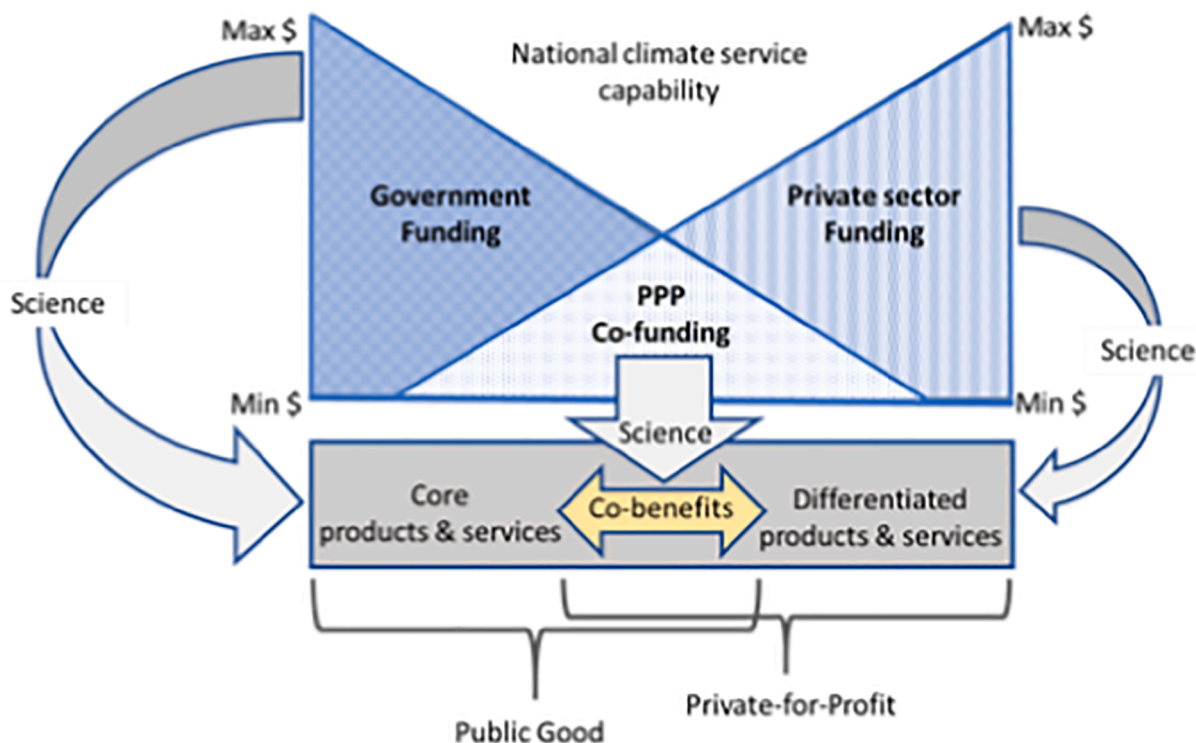 Max $
National climate service
capability
Max $
Government
Funding
Private sector
Funding
PPP
Co-funding
Science
Science
Min $
Min $
Science
Core
products & services
Co-benefits
Differentiated
products & services
Public Good
Private-for-Profit